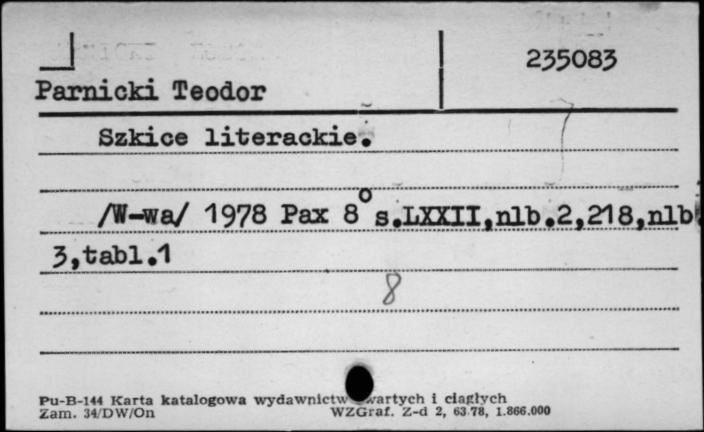 235083
Parnicki Teodor
Szkice literackie.
/W-wa/ 1978 Pax 8° s.LXXII,nlb.2,218,nlb.
3,tabl.1
8
Pu-B-144 Karta katalogowa wydawnictw i ciągłych
Zam. 34/DW/On WZGraf. Z-d 2, 63.78, 1.866.000